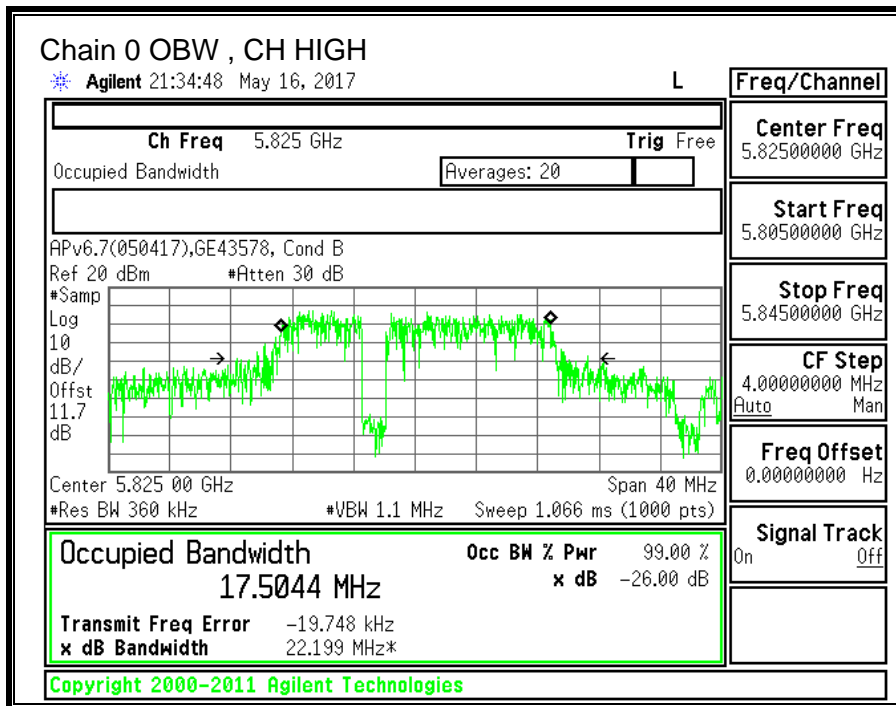 Chain 0 OBW , CH HIGH
Agilent 21:34:48 May 16, 2017 L
Freq/Channel
Ch Freq 5.825 GHz Trig Free
Occupied Bandwidth Averages: 20
APv6.7(050417),GE43578, Cond B
Ref 20 dBm #Atten 30 dB
#Samp
Log
10
dB/
Offst
11.7
dB
Center 5.825 00 GHz Span 40 MHz
#Res BW 360 kHz #VBW 1.1 MHz Sweep 1.066 ms (1000 pts)
Occupied Bandwidth Occ BW % Pwr 99.00 %
17.5044 MHz x dB -26.00 dB
Transmit Freq Error -19.748 kHz
x dB Bandwidth 22.199 MHz*
Center Freq
5.82500000 GHz
Start Freq
5.80500000 GHz
Stop Freq
5.84500000 GHz
CF Step
4.00000000 MHz
Auto Man
Freq Offset
0.00000000 Hz
Signal Track
On Off
Copyright 2000-2011 Agilent Technologies